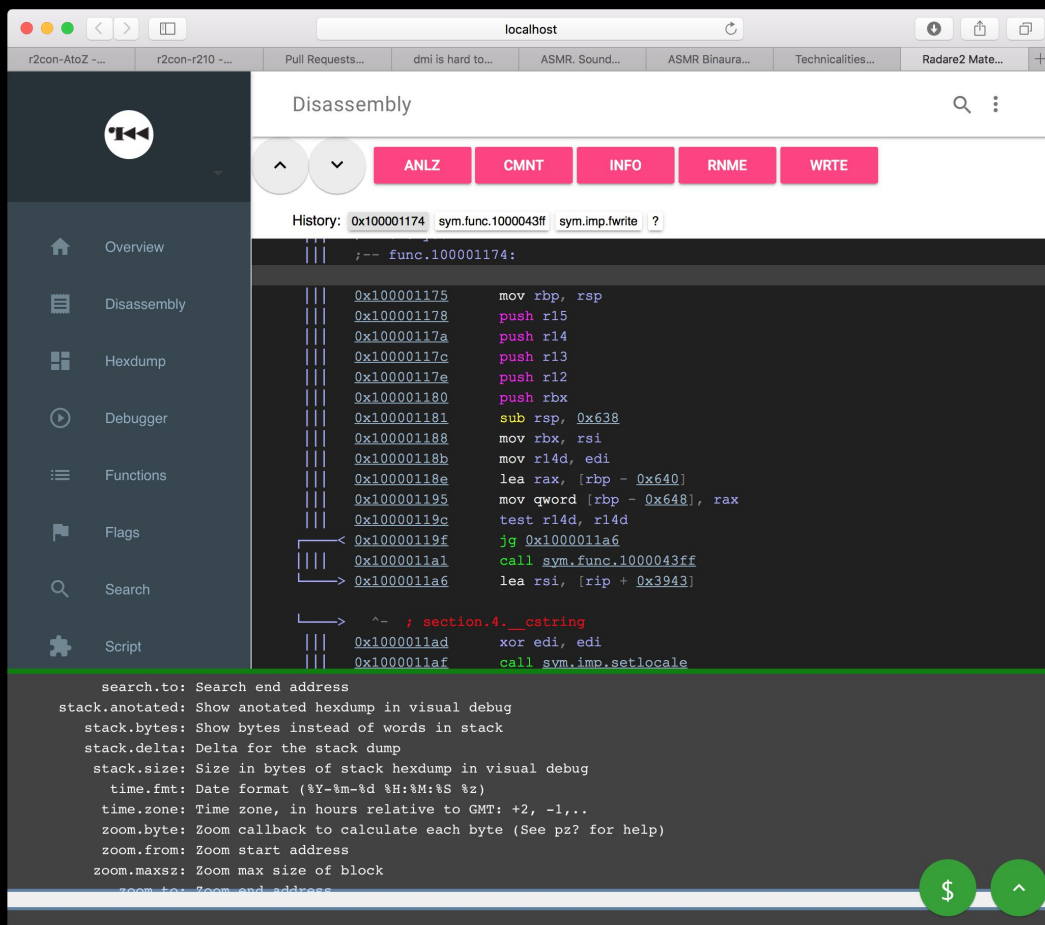 localhost
r2con-AtoZ -... r2con-r210 -... Pull Requests... dmi is hard to... ASMR. Sound... ASMR Binaura... Technicalities... Radare2 Mate... +
Disassembly
ANLZ CMNT INFO RNME WRTE
History: 0x100001174 sym.func.1000043ff sym.imp.fwrite ?
Overview
Disassembly
Hexdump
Debugger
Functions
Flags
Search
Script
||| ;-- func.100001174:
||| 0x100001175 mov rbp, rsp
||| 0x100001178 push r15
||| 0x10000117a push r14
||| 0x10000117c push r13
||| 0x10000117e push r12
||| 0x100001180 push rbx
||| 0x100001181 sub rsp, 0x638
||| 0x100001188 mov rbx, rsi
||| 0x10000118b mov r14d, edi
||| 0x10000118e lea rax, [rbp - 0x640]
||| 0x100001195 mov qword [rbp - 0x648], rax
||| 0x10000119c test r14d, r14d
┌───< 0x10000119f jg 0x1000011a6
|||| 0x1000011a1 call sym.func.1000043ff
└───> 0x1000011a6 lea rsi, [rip + 0x3943]
└───> ^- ; section.4.__cstring
||| 0x1000011ad xor edi, edi
||| 0x1000011af call sym.imp.setlocale
search.to: Search end address
stack.anotated: Show anotated hexdump in visual debug
stack.bytes: Show bytes instead of words in stack
stack.delta: Delta for the stack dump
stack.size: Size in bytes of stack hexdump in visual debug
time.fmt: Date format (%Y-%m-%d %H:%M:%S %z)
time.zone: Time zone, in hours relative to GMT: +2, -1,..
zoom.byte: Zoom callback to calculate each byte (See pz? for help)
zoom.from: Zoom start address
zoom.maxsz: Zoom max size of block
zoom.to: Zoom end address
$